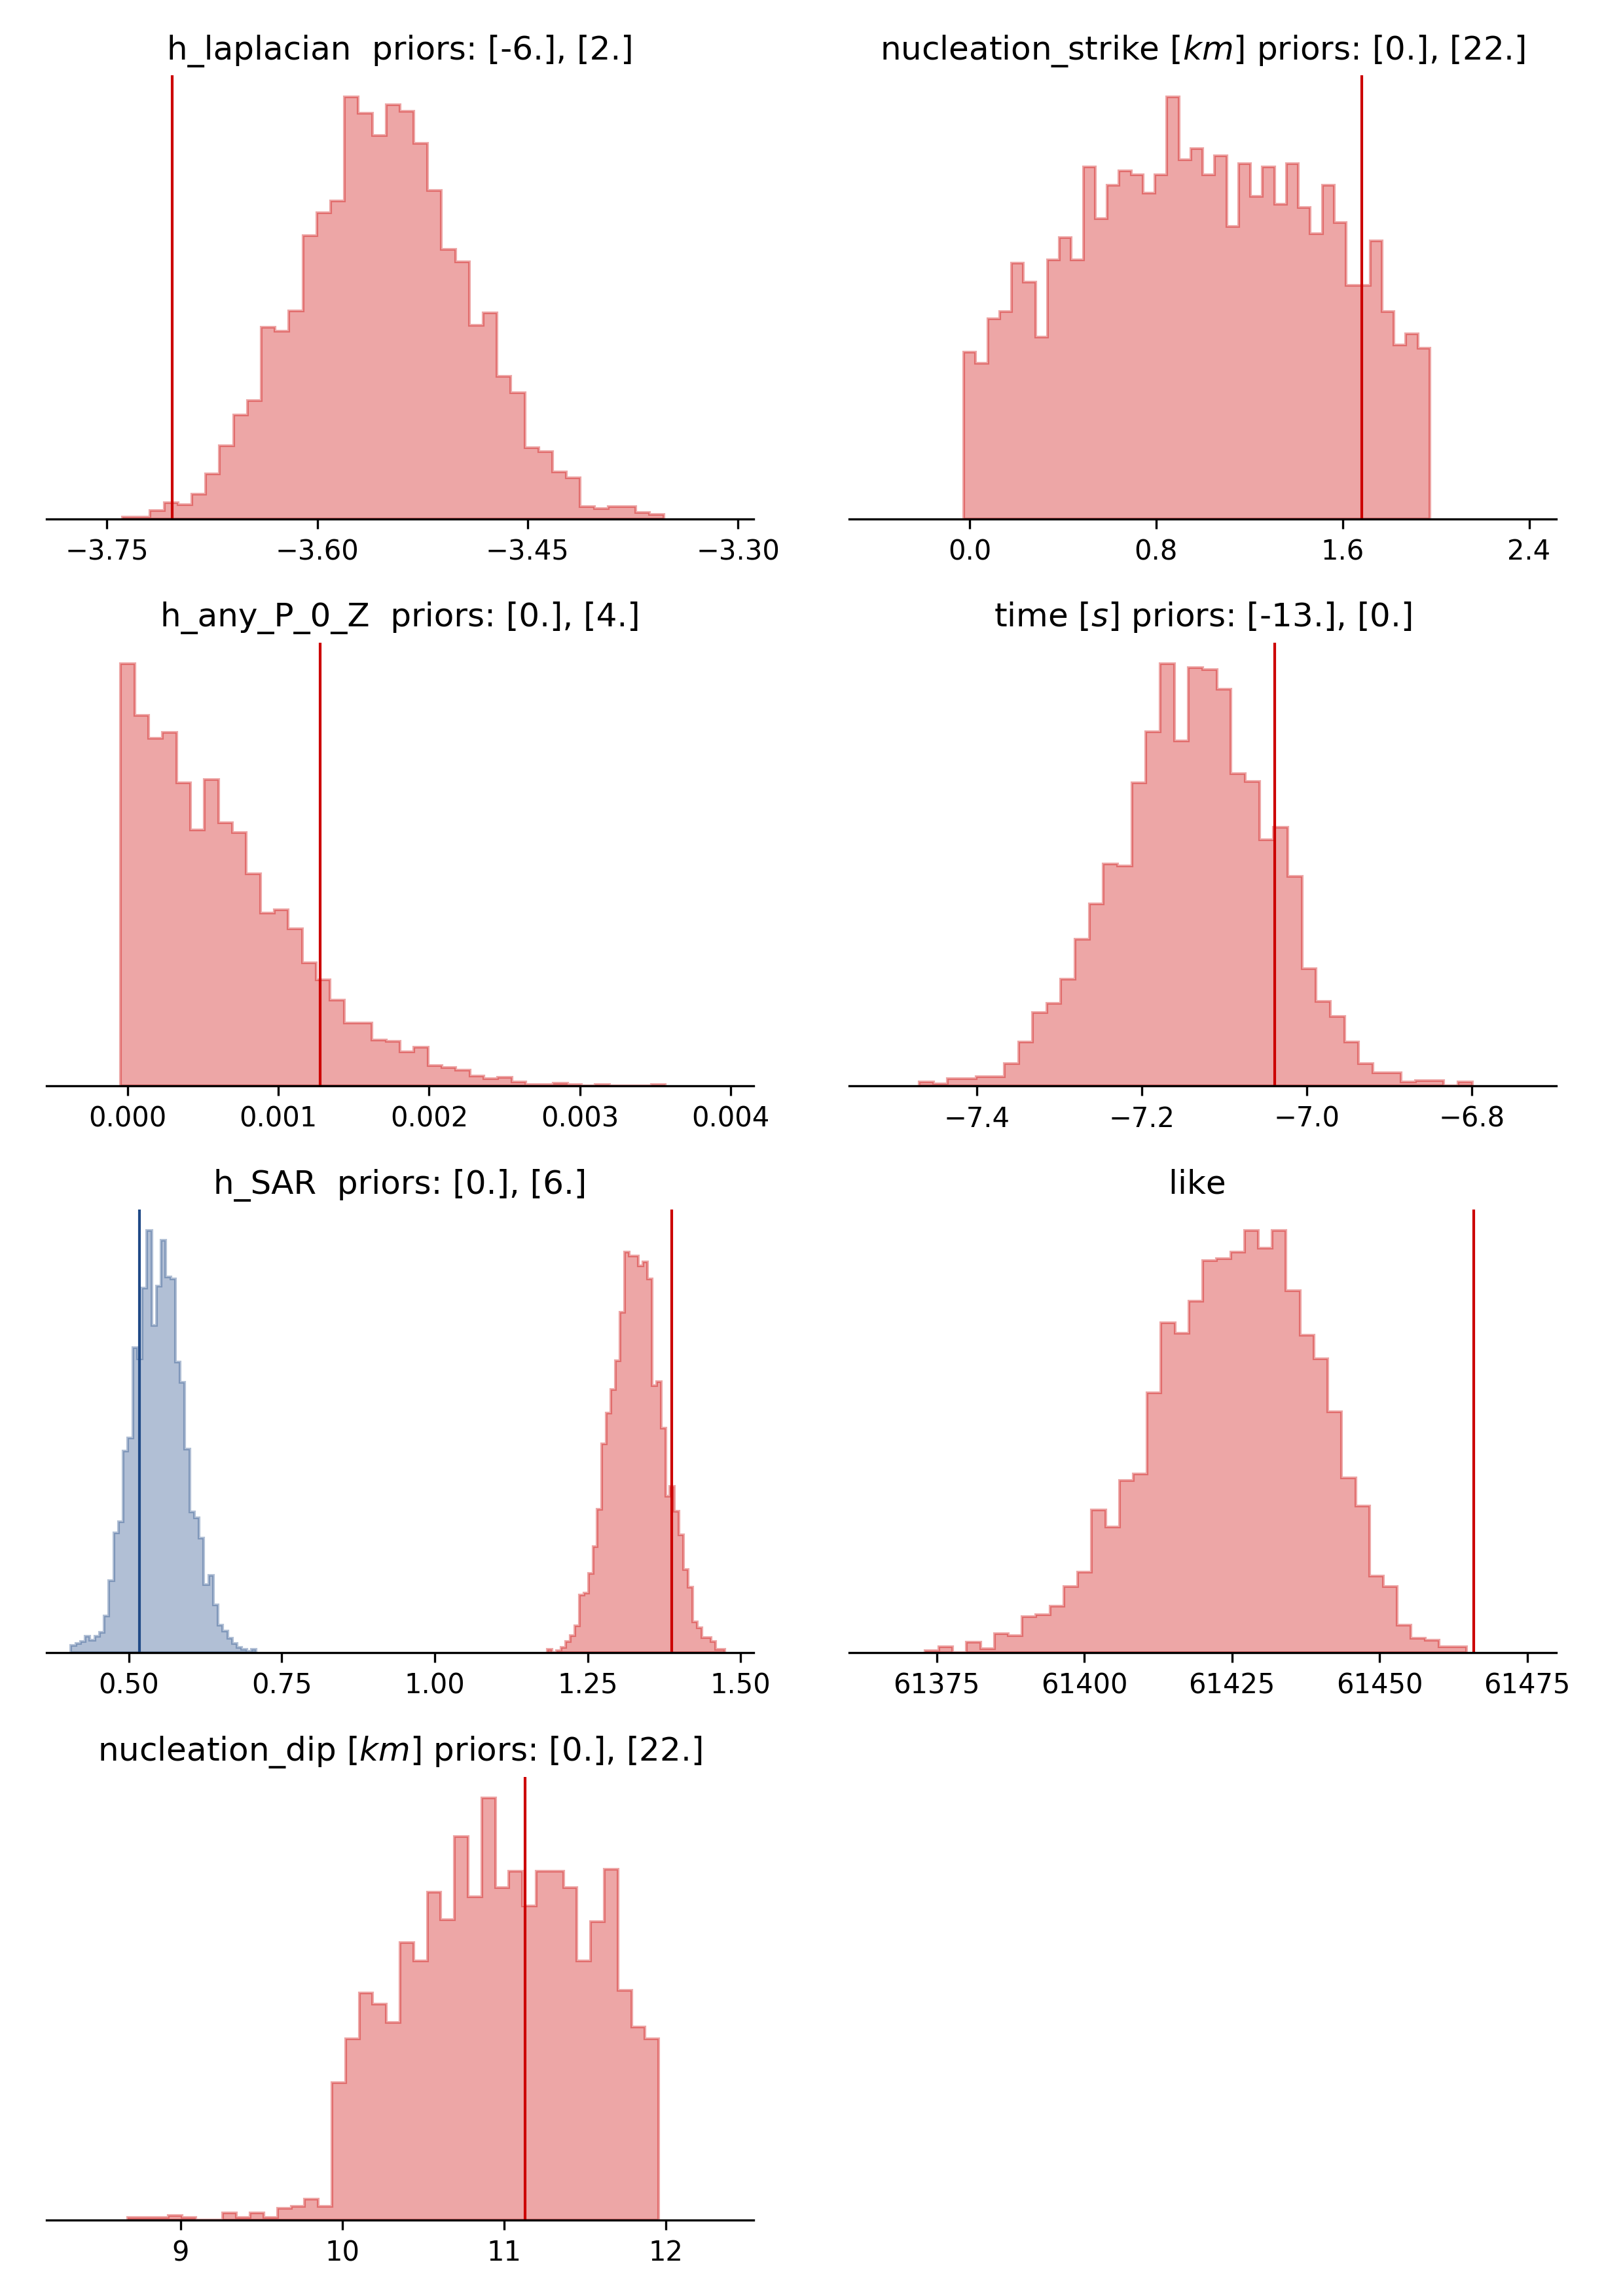 h_laplacian  priors: [-6.], [2.]
−3.75 −3.60 −3.45 −3.30
nucleation_strike [km] priors: [0.], [22.]
0.0 0.8 1.6 2.4
h_any_P_0_Z  priors: [0.], [4.]
0.000 0.001 0.002 0.003 0.004
time [s] priors: [-13.], [0.]
−7.4 −7.2 −7.0 −6.8
h_SAR  priors: [0.], [6.]
0.50 0.75 1.00 1.25 1.50
like
61375 61400 61425 61450 61475
nucleation_dip [km] priors: [0.], [22.]
9 10 11 12